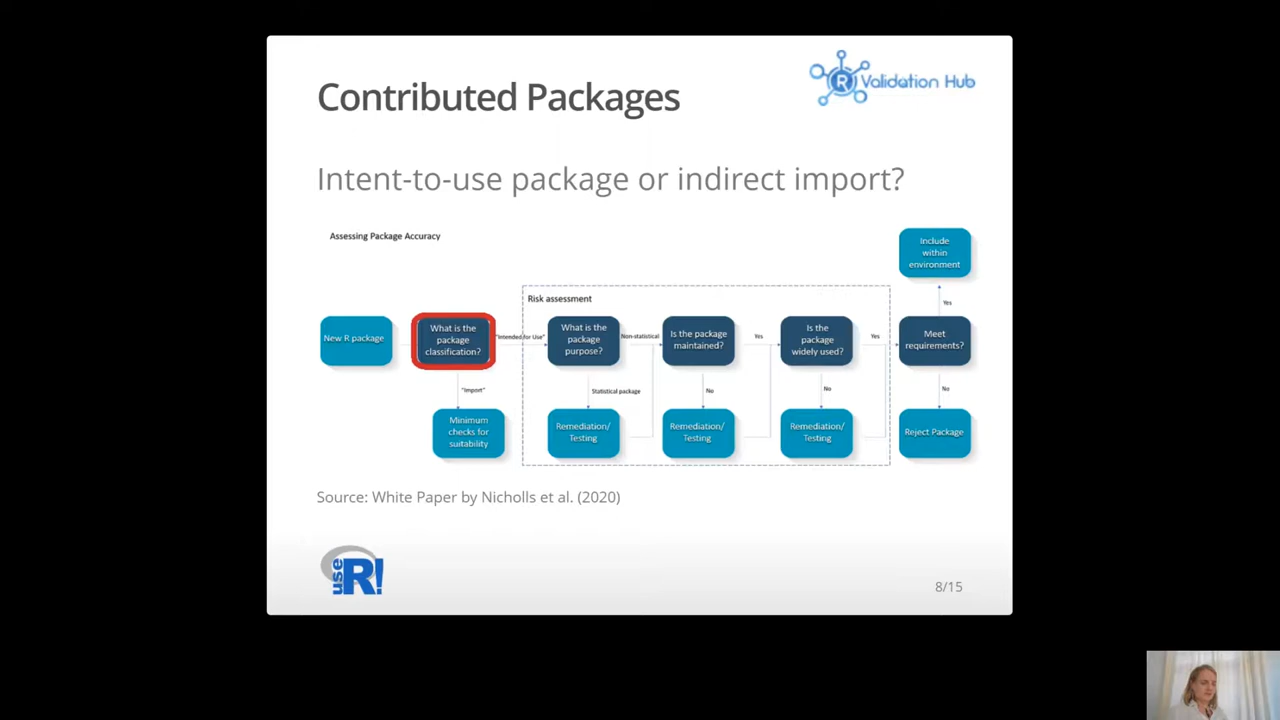 Contributed Packages
R Validation Hub
Intent-to-use package or indirect import?
Assessing Package Accuracy
Include
within
environment
Risk assessment
Yes
New R package
What is the
package
classification?
"Intended for Use"
What is the
package
purpose?
Non-statistical
Is the package
maintained?
Yes
Is the
package
widely used?
Yes
Meet
requirements?
"Import"
Statistical package
No
No
No
Minimum
checks for
suitability
Remediation/
Testing
Remediation/
Testing
Remediation/
Testing
Reject Package
Source: White Paper by Nicholls et al. (2020)
use
R!
8/15